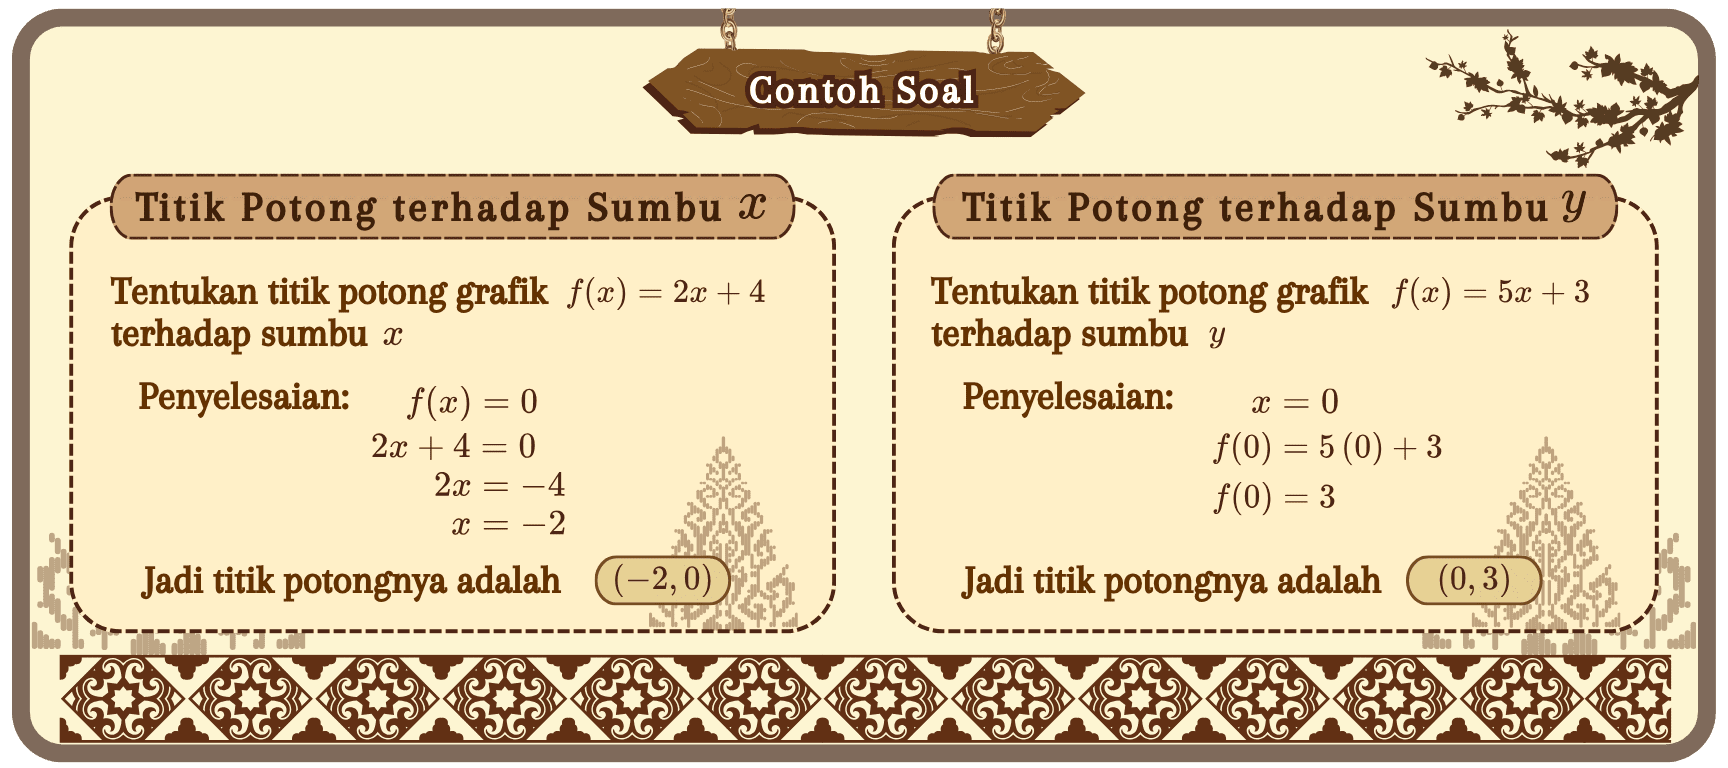 Contoh Soal
Titik Potong terhadap Sumbu x
Tentukan titik potong grafik f(x) = 2x + 4
terhadap sumbu x
Penyelesaian: f(x) = 0
2x + 4 = 0
2x = −4
x = −2
Jadi titik potongnya adalah (−2, 0)
Titik Potong terhadap Sumbu y
Tentukan titik potong grafik f(x) = 5x + 3
terhadap sumbu y
Penyelesaian: x = 0
f(0) = 5 (0) + 3
f(0) = 3
Jadi titik potongnya adalah (0, 3)